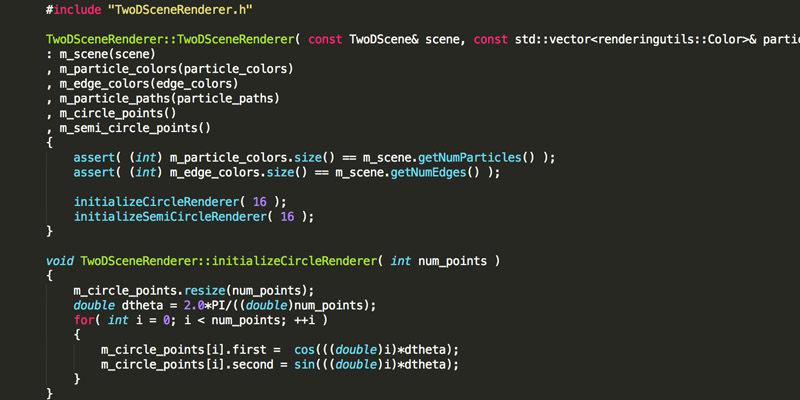 #include "TwoDSceneRenderer.h"
TwoDSceneRenderer::TwoDSceneRenderer( const TwoDScene& scene, const std::vector<renderingutils::Color>& partic
: m_scene(scene)
, m_particle_colors(particle_colors)
, m_edge_colors(edge_colors)
, m_particle_paths(particle_paths)
, m_circle_points()
, m_semi_circle_points()
{
assert( (int) m_particle_colors.size() == m_scene.getNumParticles() );
assert( (int) m_edge_colors.size() == m_scene.getNumEdges() );
initializeCircleRenderer( 16 );
initializeSemiCircleRenderer( 16 );
}
void TwoDSceneRenderer::initializeCircleRenderer( int num_points )
{
m_circle_points.resize(num_points);
double dtheta = 2.0*PI/((double)num_points);
for( int i = 0; i < num_points; ++i )
{
m_circle_points[i].first =  cos(((double)i)*dtheta);
m_circle_points[i].second = sin(((double)i)*dtheta);
}
}